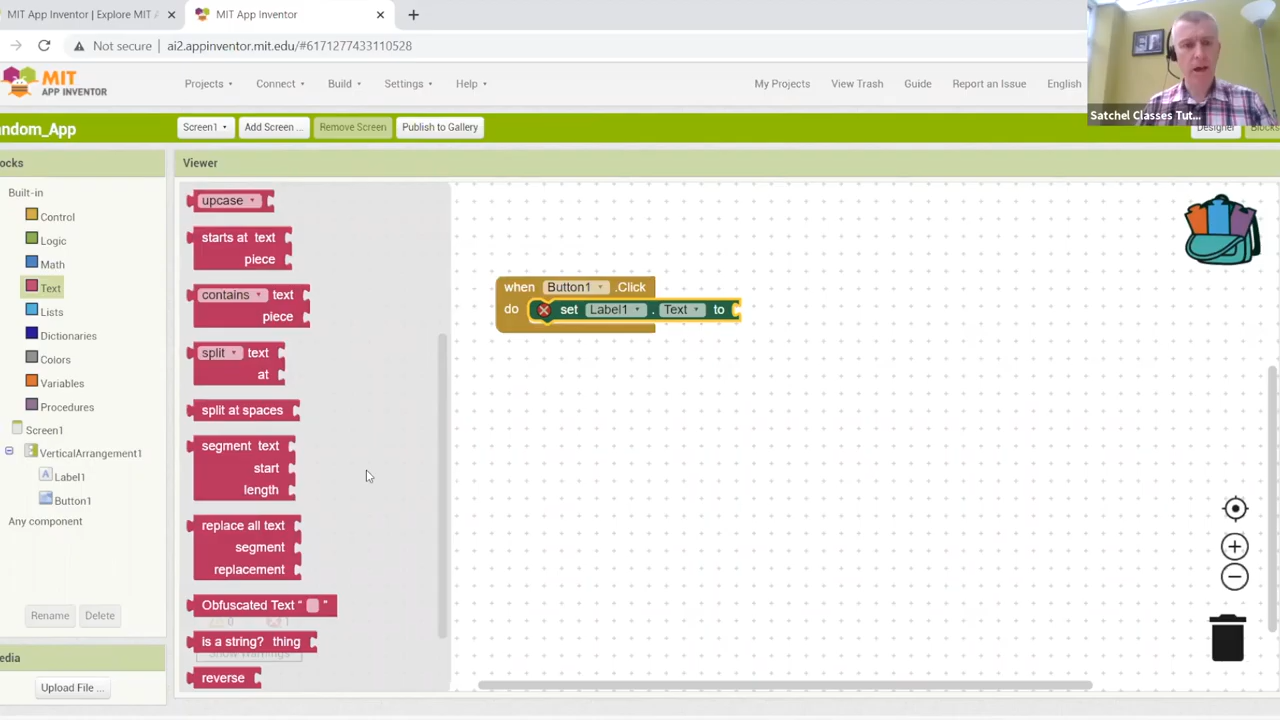 MIT App Inventor | Explore MIT A
MIT App Inventor
Not secure
ai2.appinventor.mit.edu/#6171277433110528
MIT
APP INVENTOR
Projects
Connect
Build
Settings
Help
My Projects
View Trash
Guide
Report an Issue
English
Satchel Classes Tut...
ndom_App
Screen1
Add Screen ...
Remove Screen
Publish to Gallery
Designer
Blocks
ocks
Viewer
Built-in
Control
Logic
Math
Text
Lists
Dictionaries
Colors
Variables
Procedures
Screen1
VerticalArrangement1
Label1
Button1
Any component
Rename
Delete
edia
Upload File ...
upcase
starts at text
piece
contains text
piece
split text
at
split at spaces
segment text
start
length
replace all text
segment
replacement
Obfuscated Text " "
0
1
is a string? thing
Show Warnings
reverse
when Button1 .Click
do set Label1 . Text to